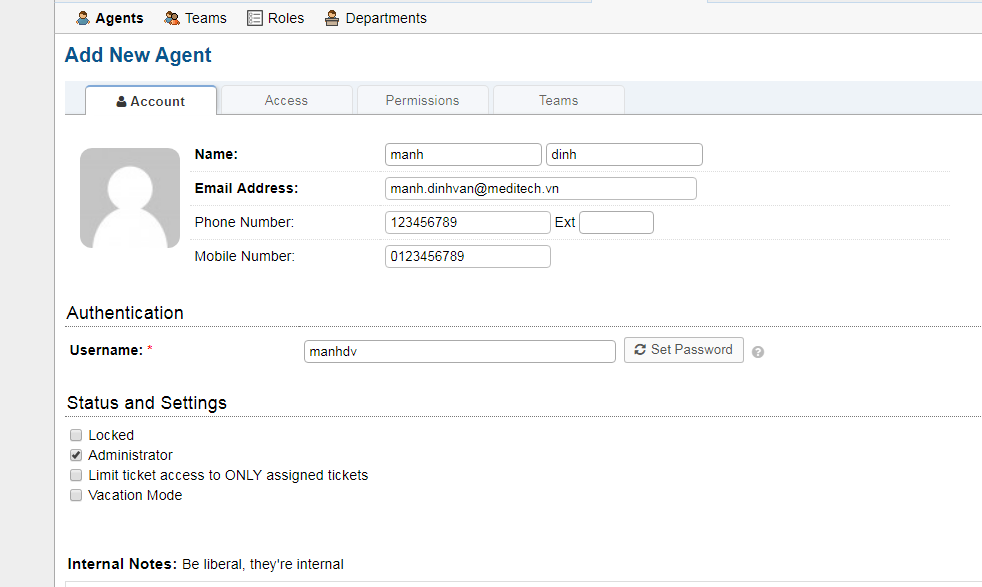 Agents Teams Roles Departments
Add New Agent
Account Access Permissions Teams
Name: manh dinh
Email Address: manh.dinhvan@meditech.vn
Phone Number: 123456789 Ext
Mobile Number: 0123456789
Authentication
Username: * manhdv Set Password ?
Status and Settings
Locked
Administrator
Limit ticket access to ONLY assigned tickets
Vacation Mode
Internal Notes: Be liberal, they're internal